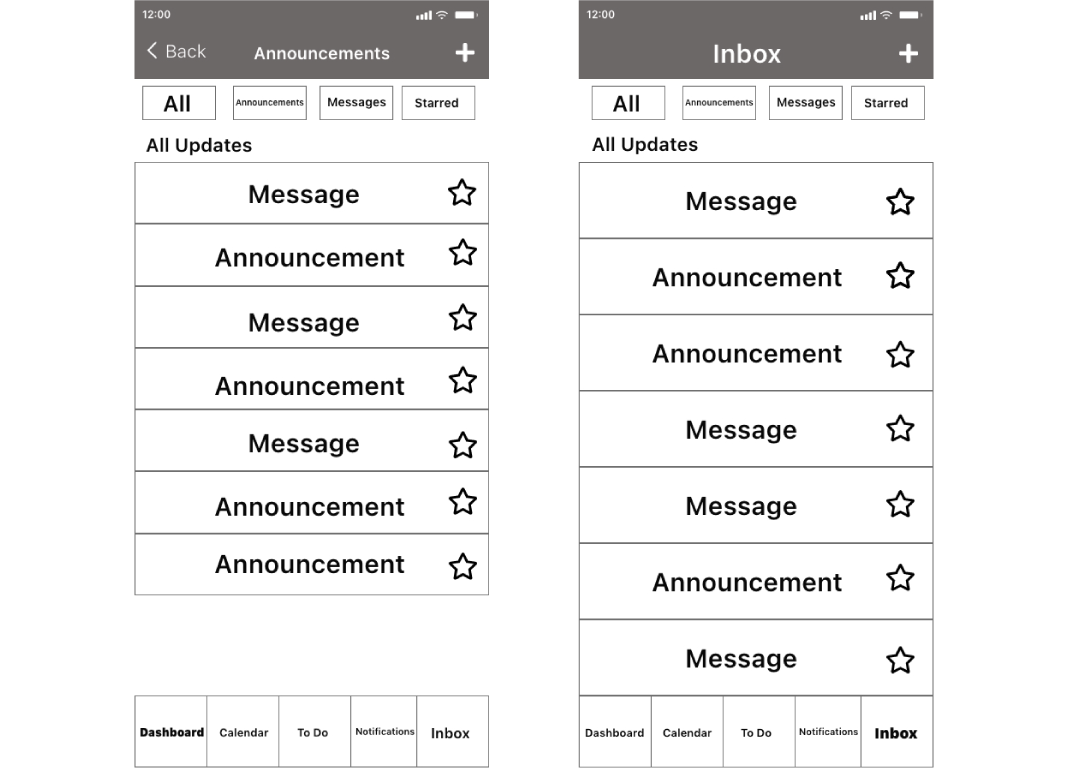 12:00
Back
Announcements
All
Announcements
Messages
Starred
All Updates
Message
Announcement
Message
Announcement
Message
Announcement
Announcement
Dashboard
Calendar
To Do
Notifications
Inbox
12:00
Inbox
All
Announcements
Messages
Starred
All Updates
Message
Announcement
Announcement
Message
Message
Announcement
Message
Dashboard
Calendar
To Do
Notifications
Inbox